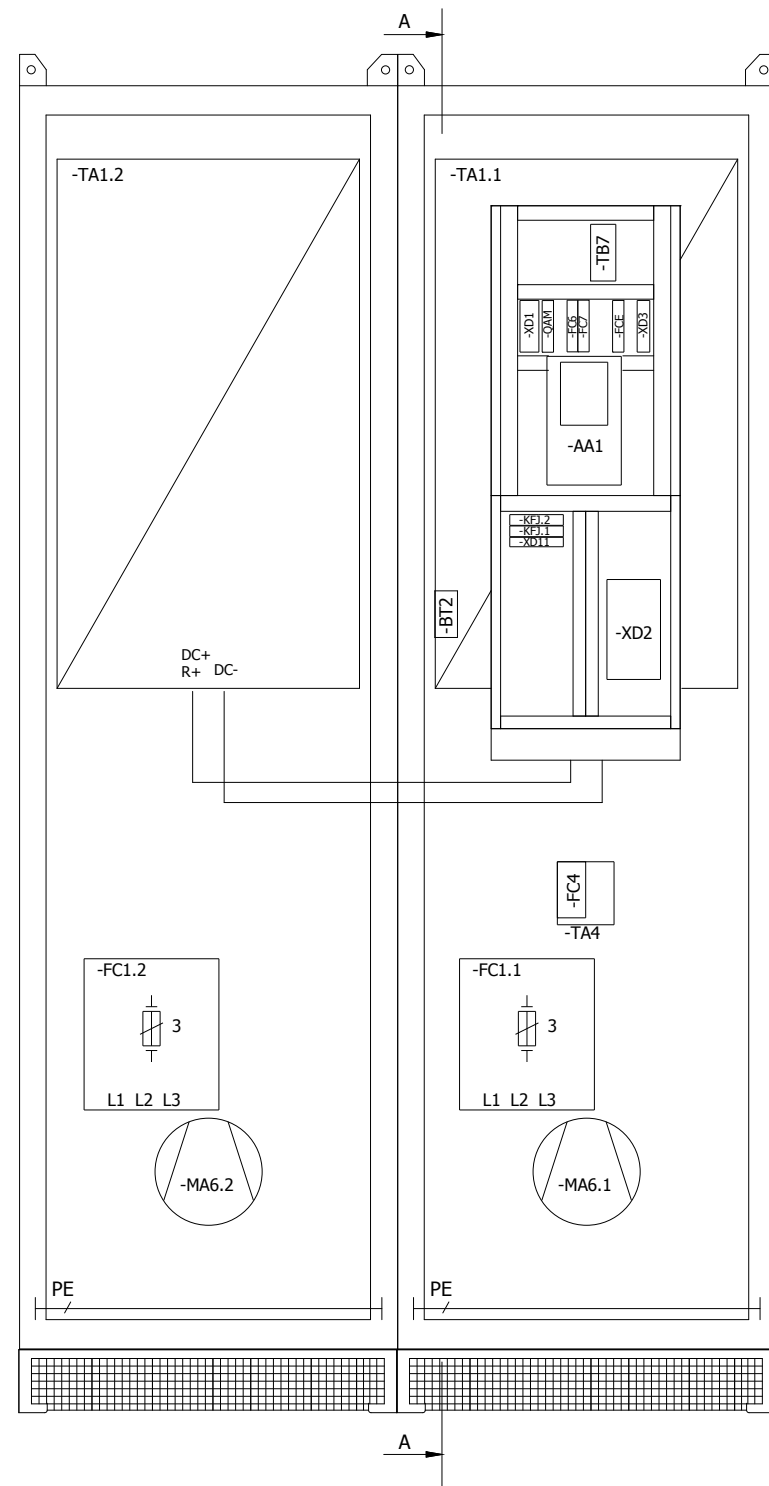 A
-TA1.2
-TA1.1
-TB7
-XD1
-QAM
-FC6
-FC7
-FCE
-XD3
-AA1
-KFJ.2
-KFJ.1
-XD11
-BT2
-XD2
DC+
R+ DC-
-FC4
-TA4
-FC1.2
-FC1.1
3
3
L1 L2 L3
L1 L2 L3
-MA6.2
-MA6.1
PE
PE
A